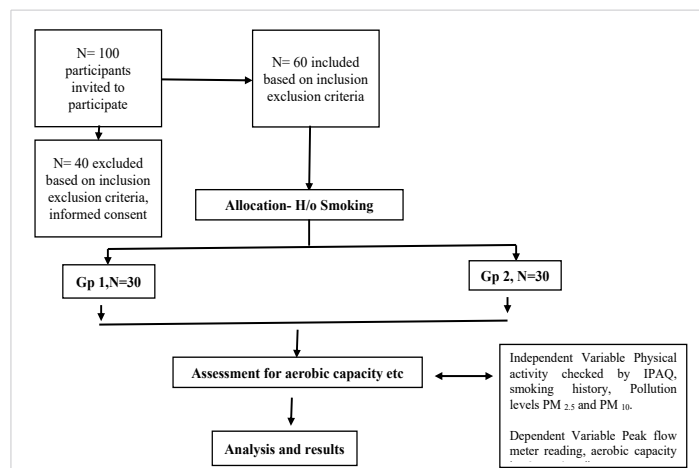 N= 100
participants
invited to
participate
N= 60 included
based on inclusion
exclusion criteria
N= 40 excluded
based on inclusion
exclusion criteria,
informed consent
Allocation- H/o Smoking
Gp 1,N=30
Gp 2, N=30
Assessment for aerobic capacity etc
Independent Variable Physical
activity checked by IPAQ,
smoking history, Pollution
levels PM 2.5 and PM 10.
Dependent Variable Peak flow
meter reading, aerobic capacity
Analysis and results